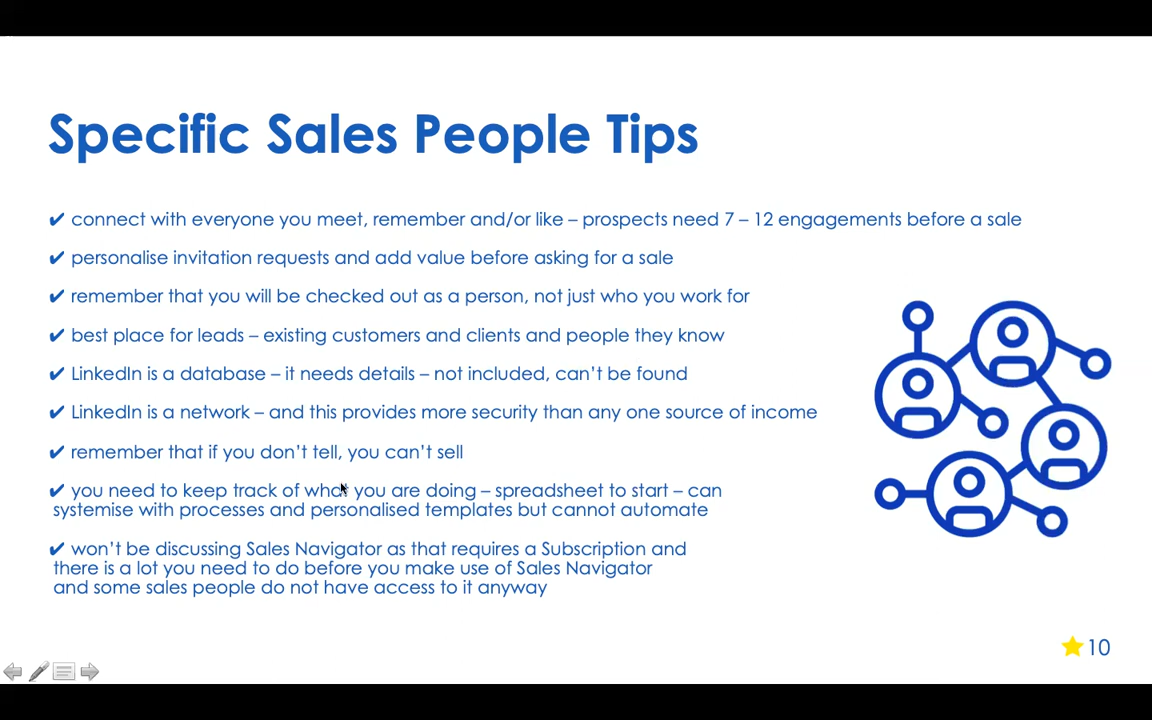 Specific Sales People Tips
✔ connect with everyone you meet, remember and/or like – prospects need 7 – 12 engagements before a sale
✔ personalise invitation requests and add value before asking for a sale
✔ remember that you will be checked out as a person, not just who you work for
✔ best place for leads – existing customers and clients and people they know
✔ LinkedIn is a database – it needs details – not included, can’t be found
✔ LinkedIn is a network – and this provides more security than any one source of income
✔ remember that if you don’t tell, you can’t sell
✔ you need to keep track of what you are doing – spreadsheet to start – can
systemise with processes and personalised templates but cannot automate
✔ won’t be discussing Sales Navigator as that requires a Subscription and
there is a lot you need to do before you make use of Sales Navigator
and some sales people do not have access to it anyway
10